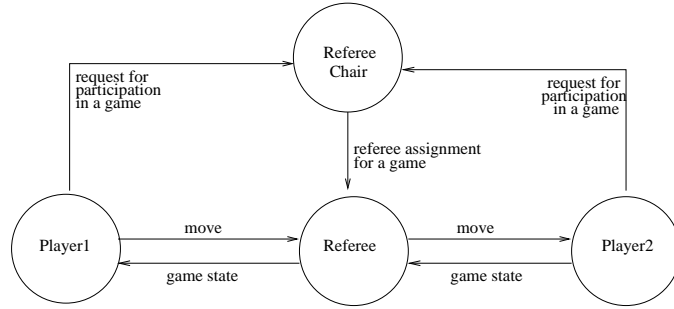 Referee
Chair
request for
participation
in a game
request for
participation
in a game
referee assignment
for a game
Player1
move
Referee
move
Player2
game state
game state